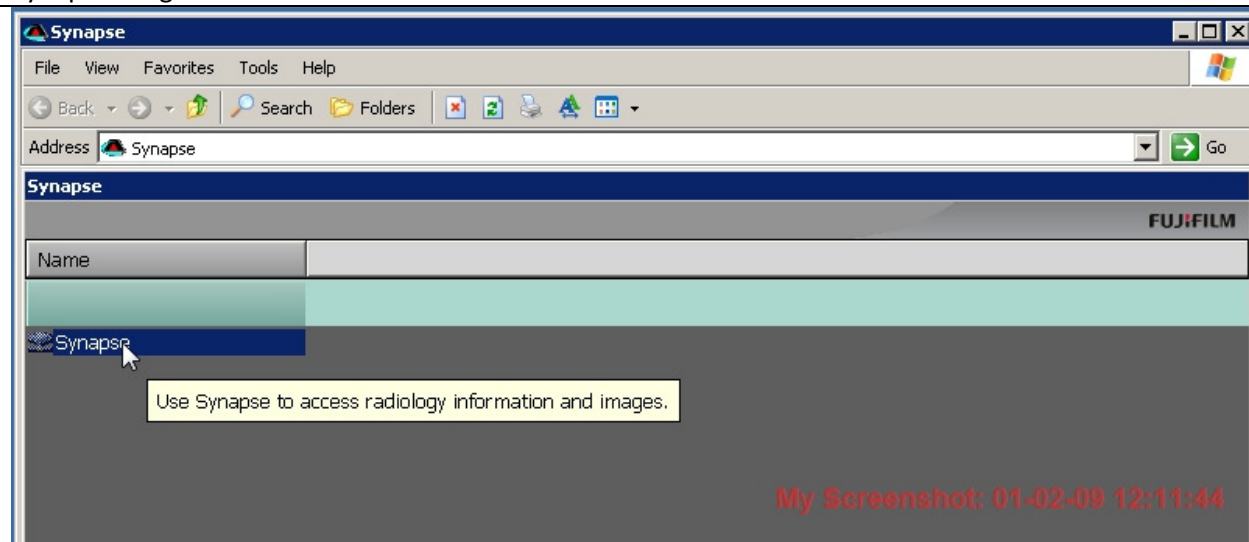 Synapse
File View Favorites Tools Help
Back Search Folders
Address Synapse Go
Synapse
FUJIFILM
Name
Synapse
Use Synapse to access radiology information and images.
My Screenshot: 01-02-09 12:11:44